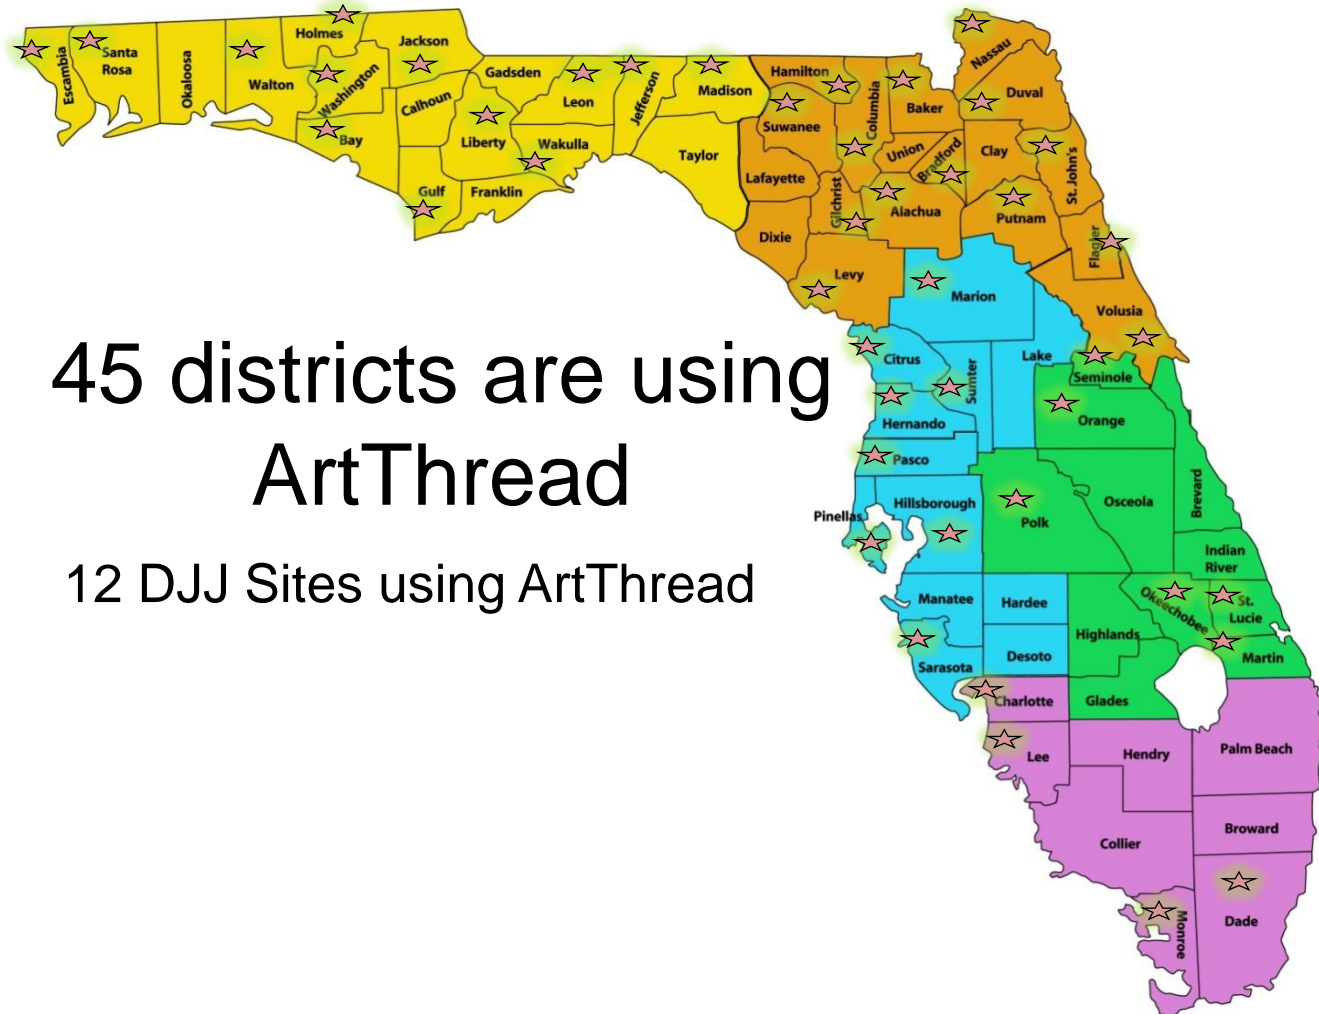 Holmes
Jackson
Escambia
Santa
Rosa
Okaloosa
Walton
Washington
Bay
Calhoun
Gadsden
Liberty
Gulf
Franklin
Leon
Wakulla
Jefferson
Madison
Taylor
Hamilton
Suwanee
Lafayette
Dixie
Columbia
Gilchrist
Baker
Union
Bradford
Alachua
Levy
Nassau
Duval
Clay
St. John's
Putnam
Flagler
Volusia
Marion
45 districts are using
ArtThread
12 DJJ Sites using ArtThread
Citrus
Sumter
Lake
Hernando
Pasco
Pinellas
Hillsborough
Manatee
Hardee
Sarasota
Desoto
Seminole
Orange
Polk
Osceola
Brevard
Indian
River
Okeechobee
St.
Lucie
Highlands
Martin
Glades
Charlotte
Lee
Hendry
Palm Beach
Collier
Broward
Dade
Monroe